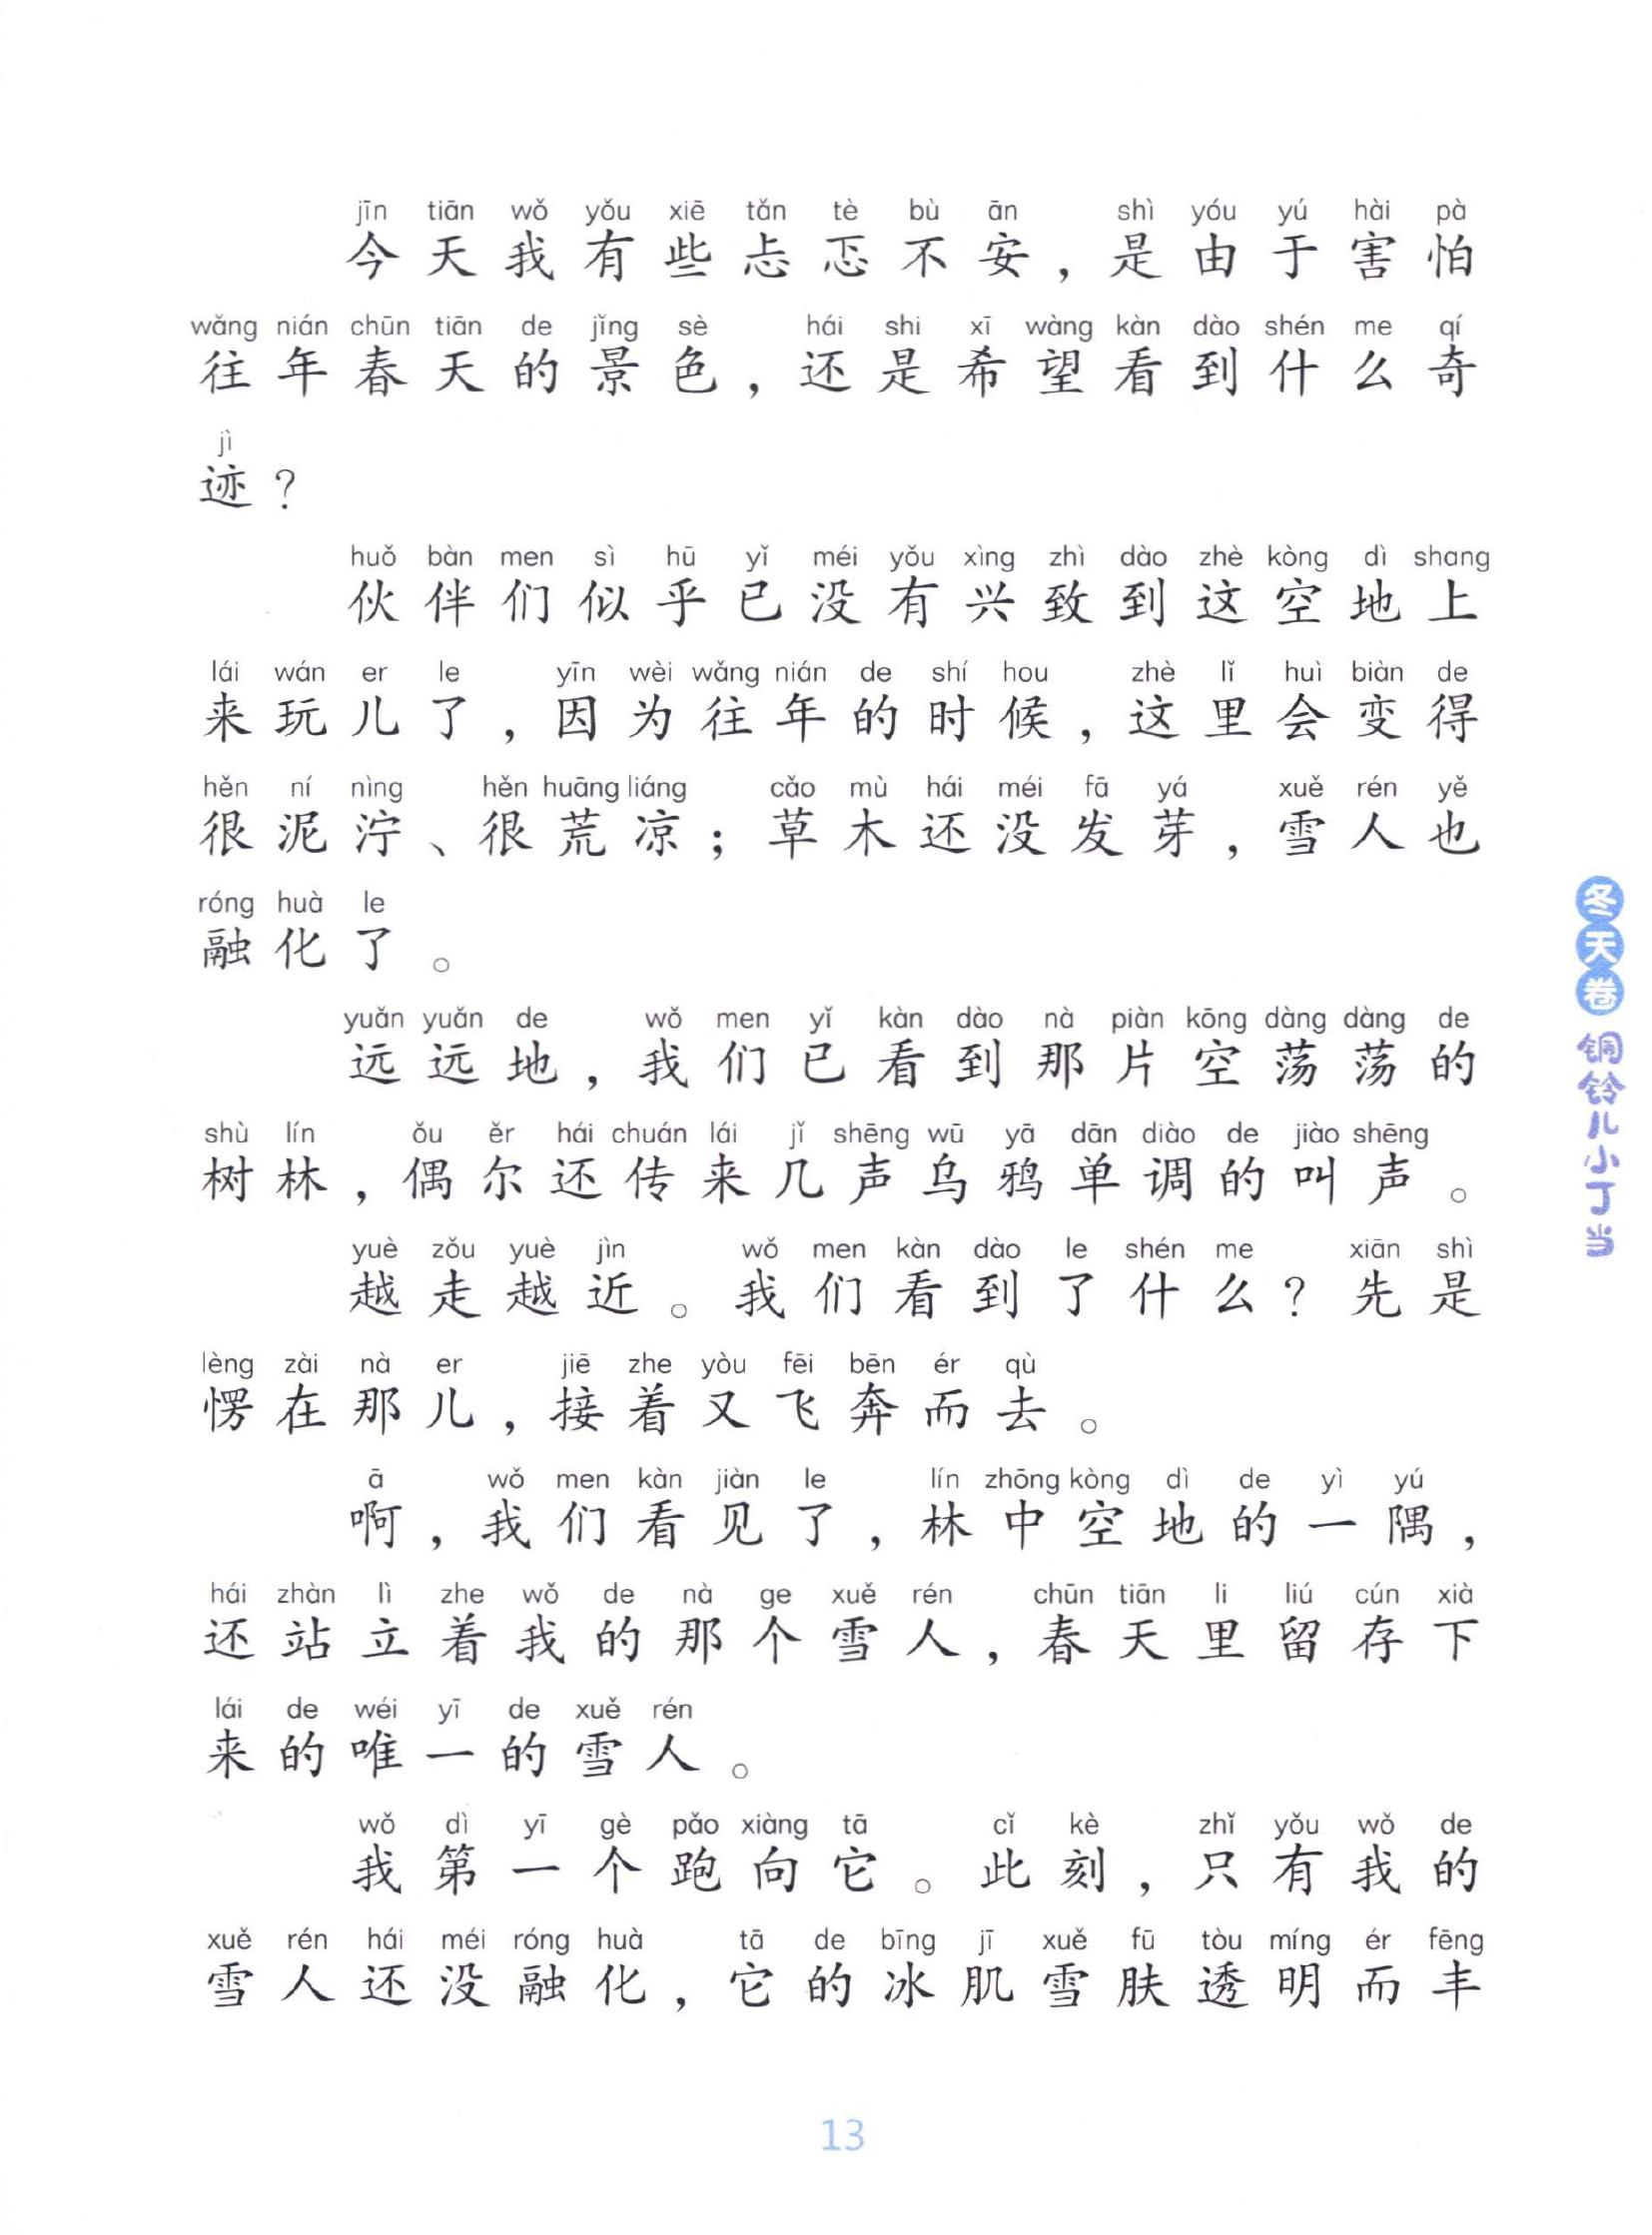 jīn tiān wǒ yǒu xiē tǎn tè bù ān shì yóu yú hài pà
今天我有些忐忑不安，是由于害怕
wǎng nián chūn tiān de jǐng sè hái shi xī wàng kàn dào shén me qí
往年春天的景色，还是希望看到什么奇
jì
迹？
huǒ bàn men sì hū yǐ méi yǒu xìng zhì dào zhè kòng dì shang
伙伴们似乎已没有兴致到这空地上
lái wán er le yīn wèi wǎng nián de shí hou zhè lǐ huì biàn de
来玩儿了，因为往年的时候，这里会变得
hěn ní nìng hěn huāng liáng cǎo mù hái méi fā yá xuě rén yě
很泥泞、很荒凉；草木还没发芽，雪人也
róng huà le
融化了。
yuǎn yuǎn de wǒ men yǐ kàn dào nà piàn kōng dàng dàng de
远远地，我们已看到那片空荡荡的
shù lín ǒu ěr hái chuán lái jǐ shēng wū yā dān diào de jiào shēng
树林，偶尔还传来几声乌鸦单调的叫声。
yuè zǒu yuè jìn wǒ men kàn dào le shén me xiān shì
越走越近。我们看到了什么？先是
lèng zài nà er jiē zhe yòu fēi bēn ér qù
愣在那儿，接着又飞奔而去。
ā wǒ men kàn jiàn le lín zhōng kòng dì de yì yú
啊，我们看见了，林中空地的一隅，
hái zhàn lì zhe wǒ de nà ge xuě rén chūn tiān li liú cún xià
还站立着我的那个雪人，春天里留存下
lái de wéi yī de xuě rén
来的唯一的雪人。
wǒ dì yī gè pǎo xiàng tā cǐ kè zhǐ yǒu wǒ de
我第一个跑向它。此刻，只有我的
xuě rén hái méi róng huà tā de bīng jī xuě fū tòu míng ér fēng
雪人还没融化，它的冰肌雪肤透明而丰
冬天卷 铜铃儿小丁当
13